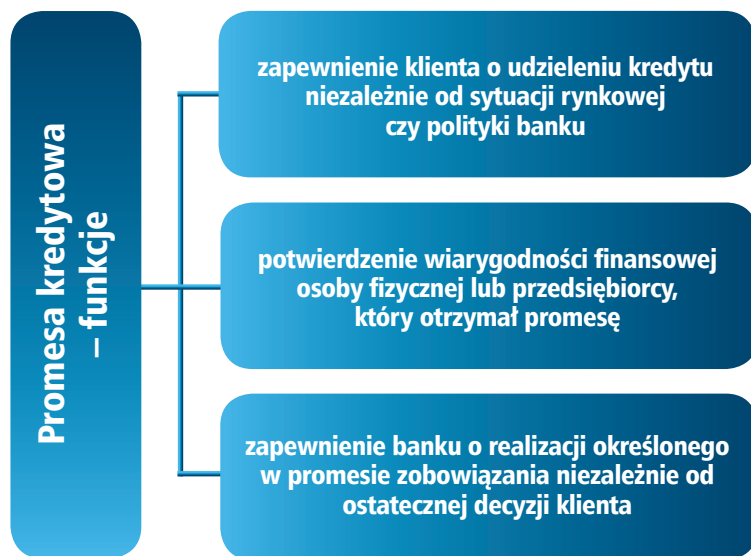 Promesa kredytowa
– funkcje
zapewnienie klienta o udzieleniu kredytu
niezależnie od sytuacji rynkowej
czy polityki banku
potwierdzenie wiarygodności finansowej
osoby fizycznej lub przedsiębiorcy,
który otrzymał promesę
zapewnienie banku o realizacji określonego
w promesie zobowiązania niezależnie od
ostatecznej decyzji klienta